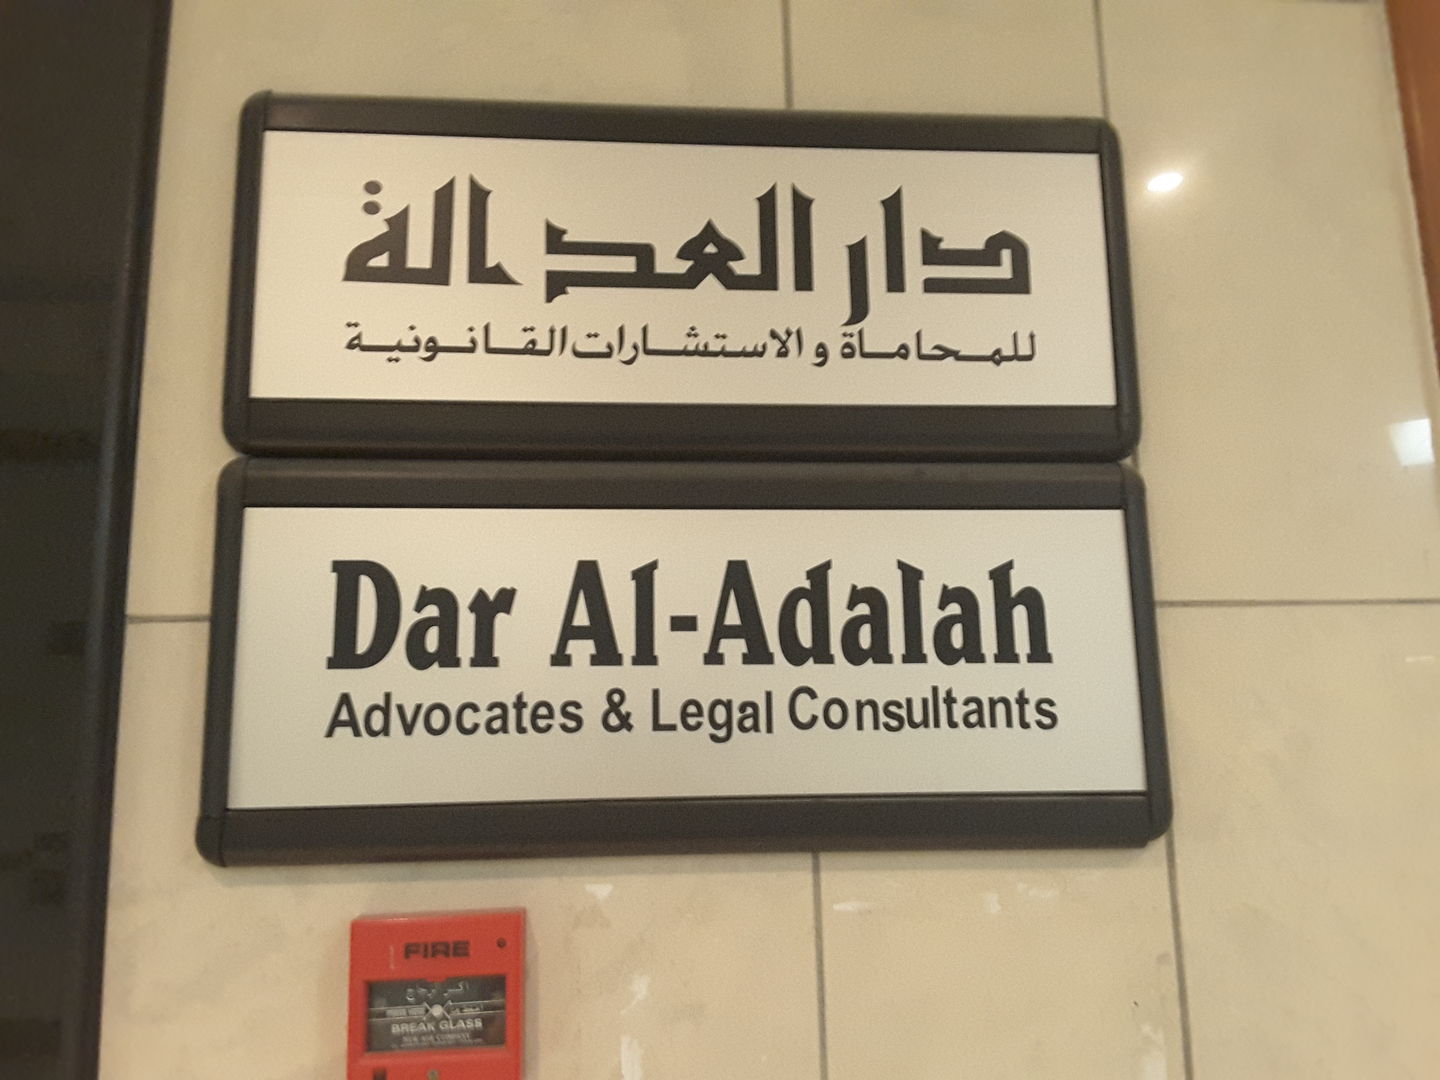 دار العدالة
للمحاماة و الاستشارات القانونية
Dar Al-Adalah
Advocates & Legal Consultants
FIRE
اكسر الزجاج
BREAK GLASS